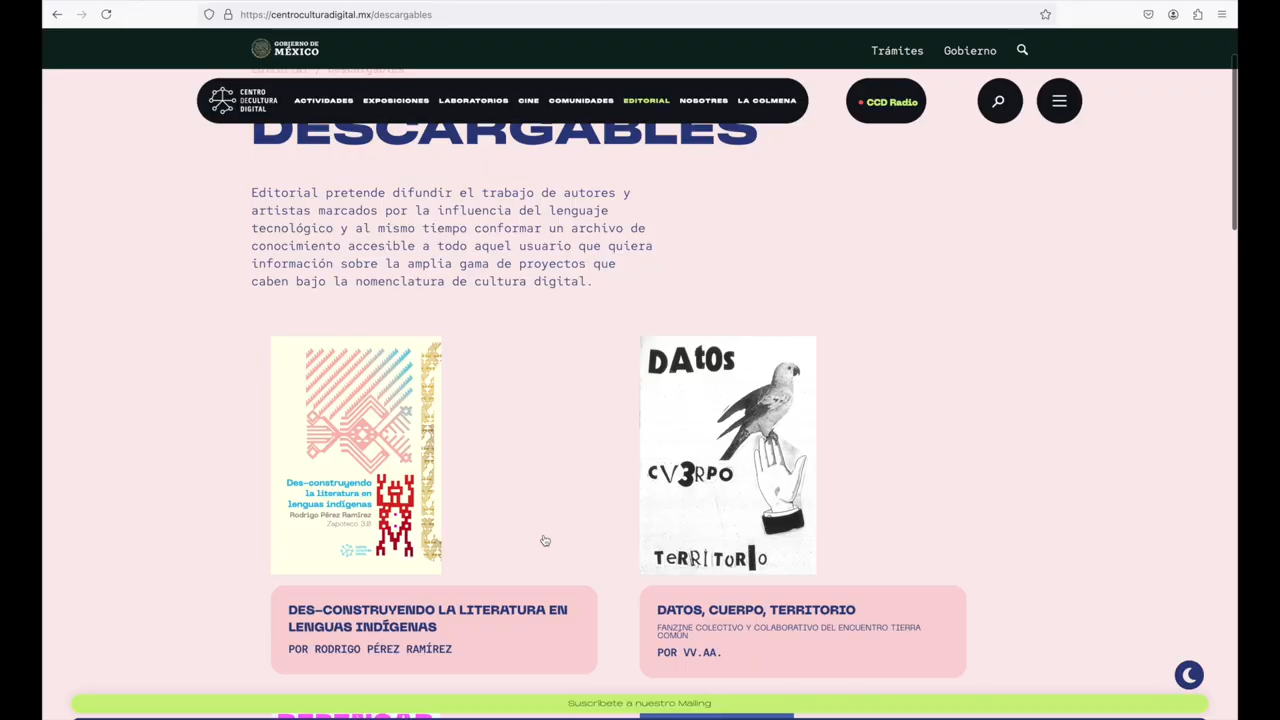 https://centroculturadigital.mx/descargables
GOBIERNO DE
MÉXICO
Trámites
Gobierno
CENTRO
DECULTURA
DIGITAL
ACTIVIDADES
EXPOSICIONES
LABORATORIOS
CINE
COMUNIDADES
EDITORIAL
NOSOTRES
LA COLMENA
CCD Radio
DESCARGABLES
Editorial pretende difundir el trabajo de autores y
artistas marcados por la influencia del lenguaje
tecnológico y al mismo tiempo conformar un archivo de
conocimiento accesible a todo aquel usuario que quiera
información sobre la amplia gama de proyectos que
caben bajo la nomenclatura de cultura digital.
Des-construyendo
la literatura en
lenguas indígenas
Rodrigo Pérez Ramírez
Zapoteco 3.0
DAtOS
CV3RPO
TeRRITORIO
DES-CONSTRUYENDO LA LITERATURA EN
LENGUAS INDÍGENAS
POR RODRIGO PÉREZ RAMÍREZ
DATOS, CUERPO, TERRITORIO
FANZINE COLECTIVO Y COLABORATIVO DEL ENCUENTRO TIERRA
COMÚN
POR VV.AA.
Suscríbete a nuestro Mailing